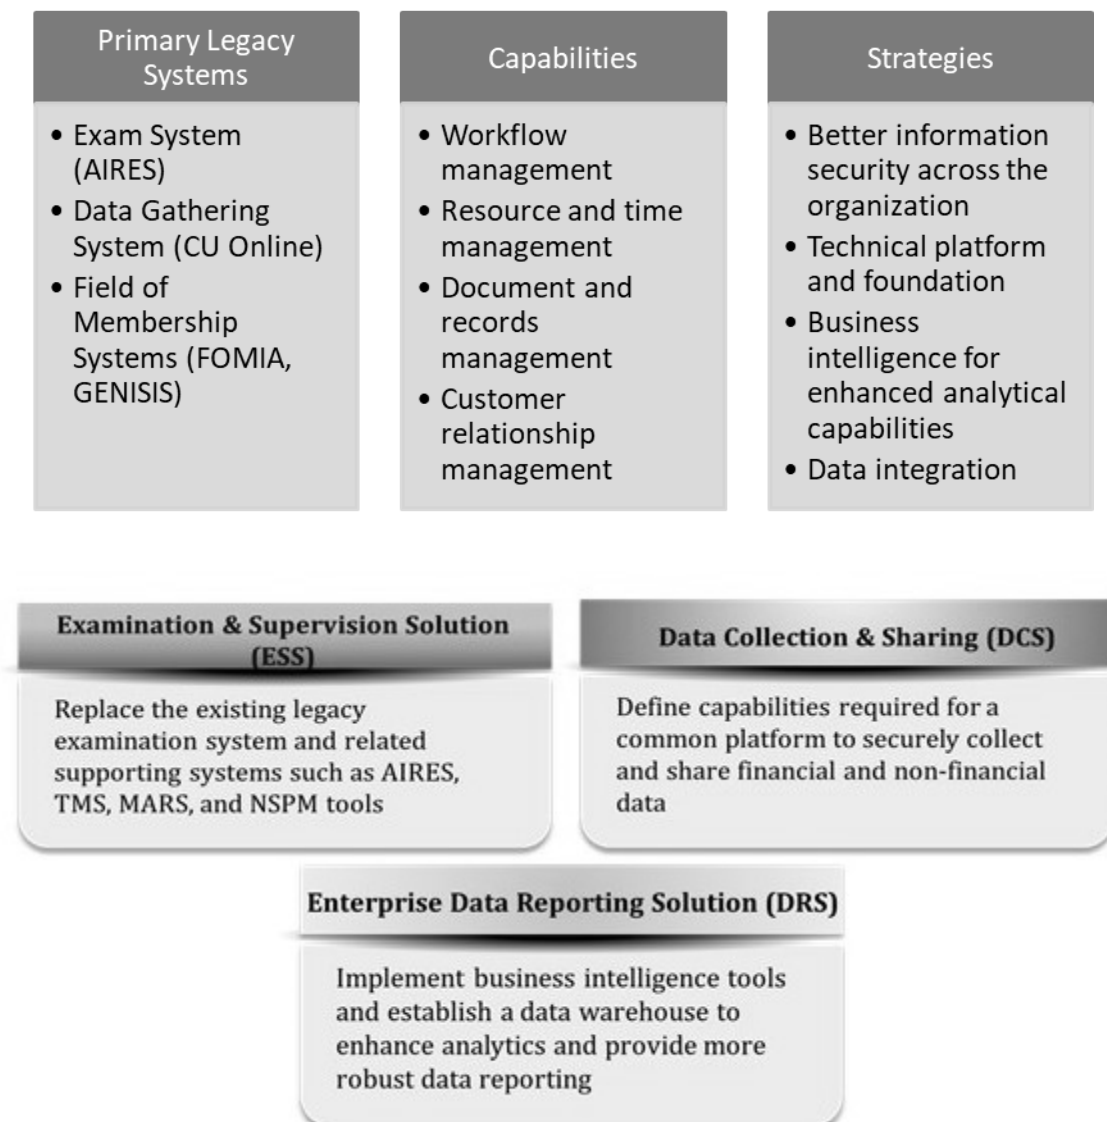 Primary Legacy
Systems
• Exam System
(AIRES)
• Data Gathering
System (CU Online)
• Field of
Membership
Systems (FOMIA,
GENISIS)
Capabilities
• Workflow
management
• Resource and time
management
• Document and
records
management
• Customer
relationship
management
Strategies
• Better information
security across the
organization
• Technical platform
and foundation
• Business
intelligence for
enhanced analytical
capabilities
• Data integration
Examination & Supervision Solution
(ESS)
Replace the existing legacy
examination system and related
supporting systems such as AIRES,
TMS, MARS, and NSPM tools
Data Collection & Sharing (DCS)
Define capabilities required for a
common platform to securely collect
and share financial and non-financial
data
Enterprise Data Reporting Solution (DRS)
Implement business intelligence tools
and establish a data warehouse to
enhance analytics and provide more
robust data reporting